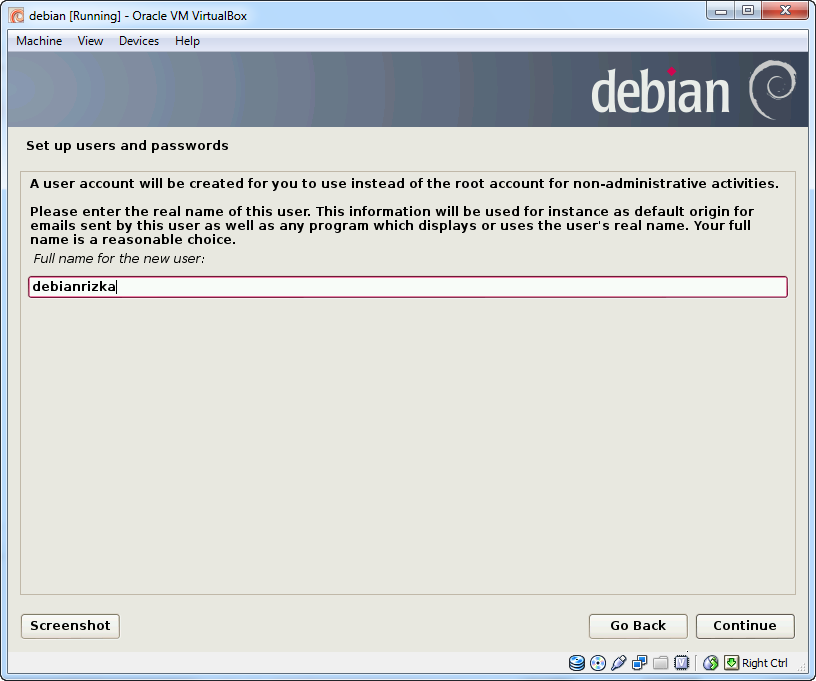 debian [Running] - Oracle VM VirtualBox
Machine View Devices Help
debian
Set up users and passwords
A user account will be created for you to use instead of the root account for non-administrative activities.
Please enter the real name of this user. This information will be used for instance as default origin for
emails sent by this user as well as any program which displays or uses the user's real name. Your full
name is a reasonable choice.
Full name for the new user:
debianrizka
Screenshot Go Back Continue
Right Ctrl